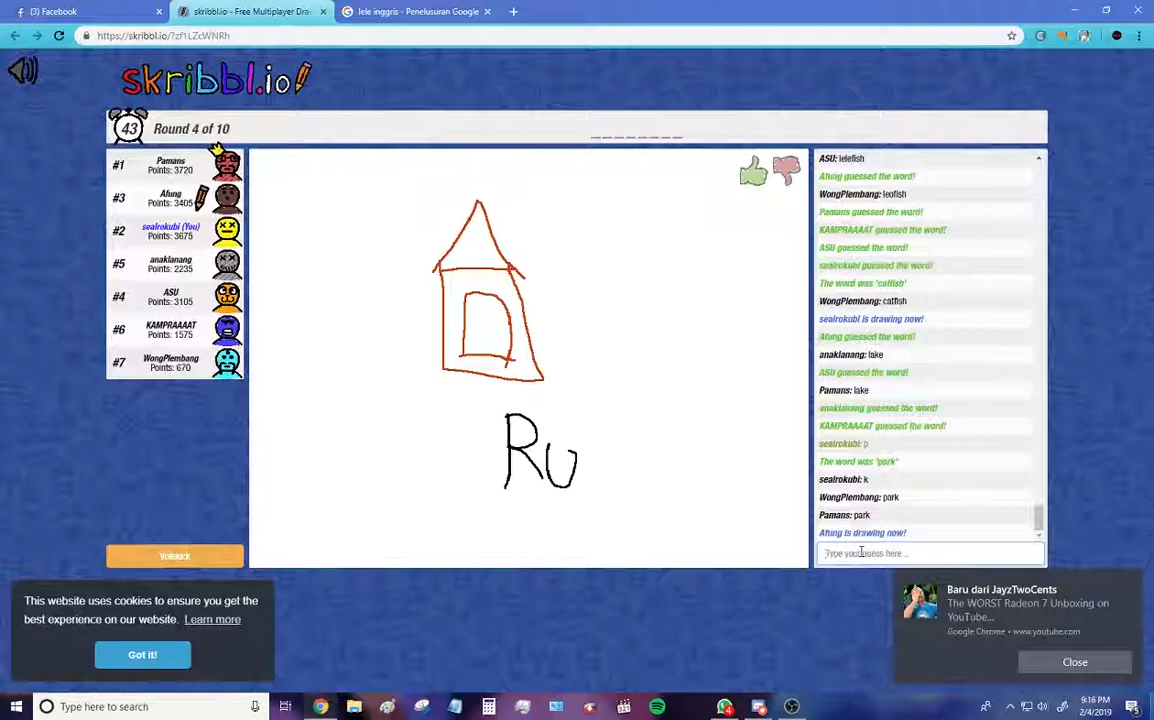 (3) Facebook
skribbl.io - Free Multiplayer Draw
lele inggris - Penelusuran Google
https://skribbl.io/?zf1LZcWNRh
skribbl.io
43
Round 4 of 10
_ _ _ _ _ _ _ _ _
#1
Pamans
Points: 3720
#3
Afung
Points: 3405
#2
sealrokubi (You)
Points: 3675
#5
anaklanang
Points: 2235
#4
ASU
Points: 3105
#6
KAMPRAAAAT
Points: 1575
#7
WongPlembang
Points: 670
Votekick
Ru
ASU: lelefish
Afung guessed the word!
WongPlembang: leofish
Pamans guessed the word!
KAMPRAAAAT guessed the word!
ASU guessed the word!
sealrokubi guessed the word!
The word was 'catfish'
WongPlembang: catfish
sealrokubi is drawing now!
Afung guessed the word!
anaklanang: lake
ASU guessed the word!
Pamans: lake
anaklanang guessed the word!
KAMPRAAAAT guessed the word!
sealrokubi: p
The word was 'park'
sealrokubi: k
WongPlembang: park
Pamans: park
Afung is drawing now!
Type your guess here ...
This website uses cookies to ensure you get the
best experience on our website. Learn more
Got it!
Baru dari JayzTwoCents
The WORST Radeon 7 Unboxing on
YouTube...
Google Chrome • www.youtube.com
Close
Type here to search
4
9:16 PM
2/4/2019
5